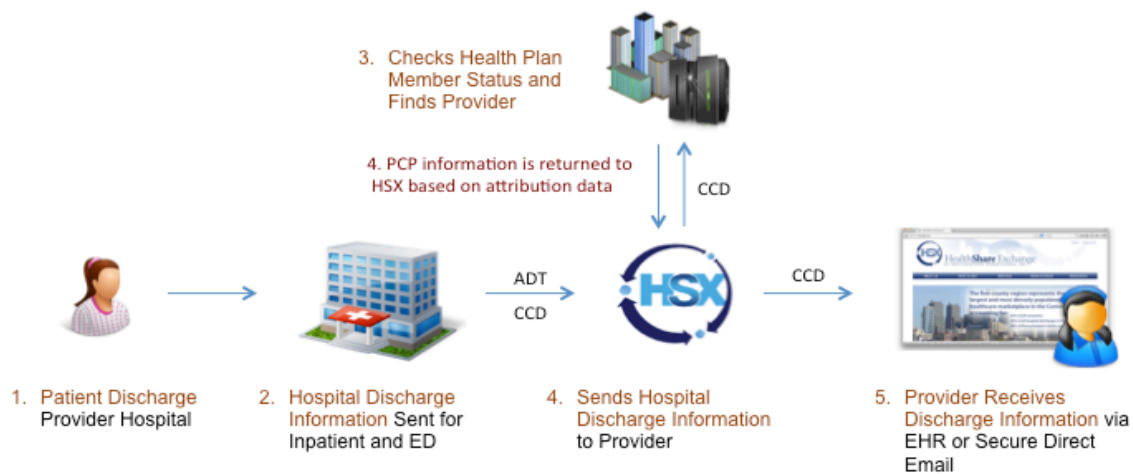 3. Checks Health Plan
Member Status and
Finds Provider
4. PCP information is returned to
HSX based on attribution data
CCD
ADT
CCD
HSX
CCD
HSX
HealthShare Exchange
1. Patient Discharge
Provider Hospital
2. Hospital Discharge
Information Sent for
Inpatient and ED
4. Sends Hospital
Discharge Information
to Provider
5. Provider Receives
Discharge Information via
EHR or Secure Direct
Email